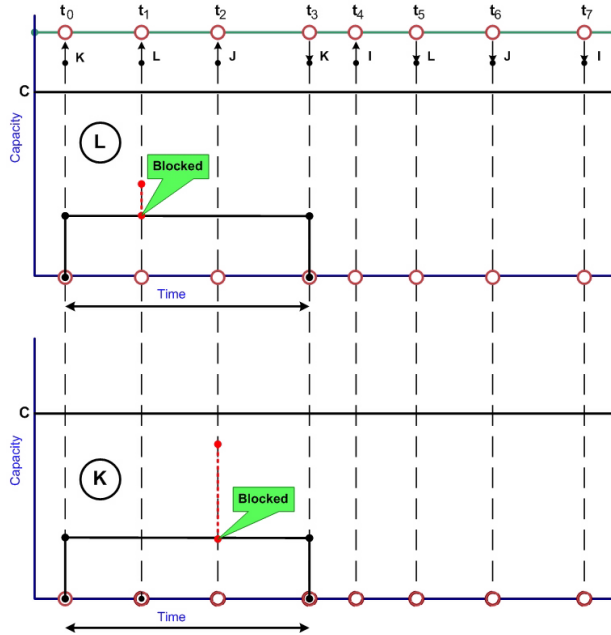 t0 t1 t2 t3 t4 t5 t6 t7
K L J K I L J I
C
Capacity
L
Blocked
Time
C
Capacity
K
Blocked
Time